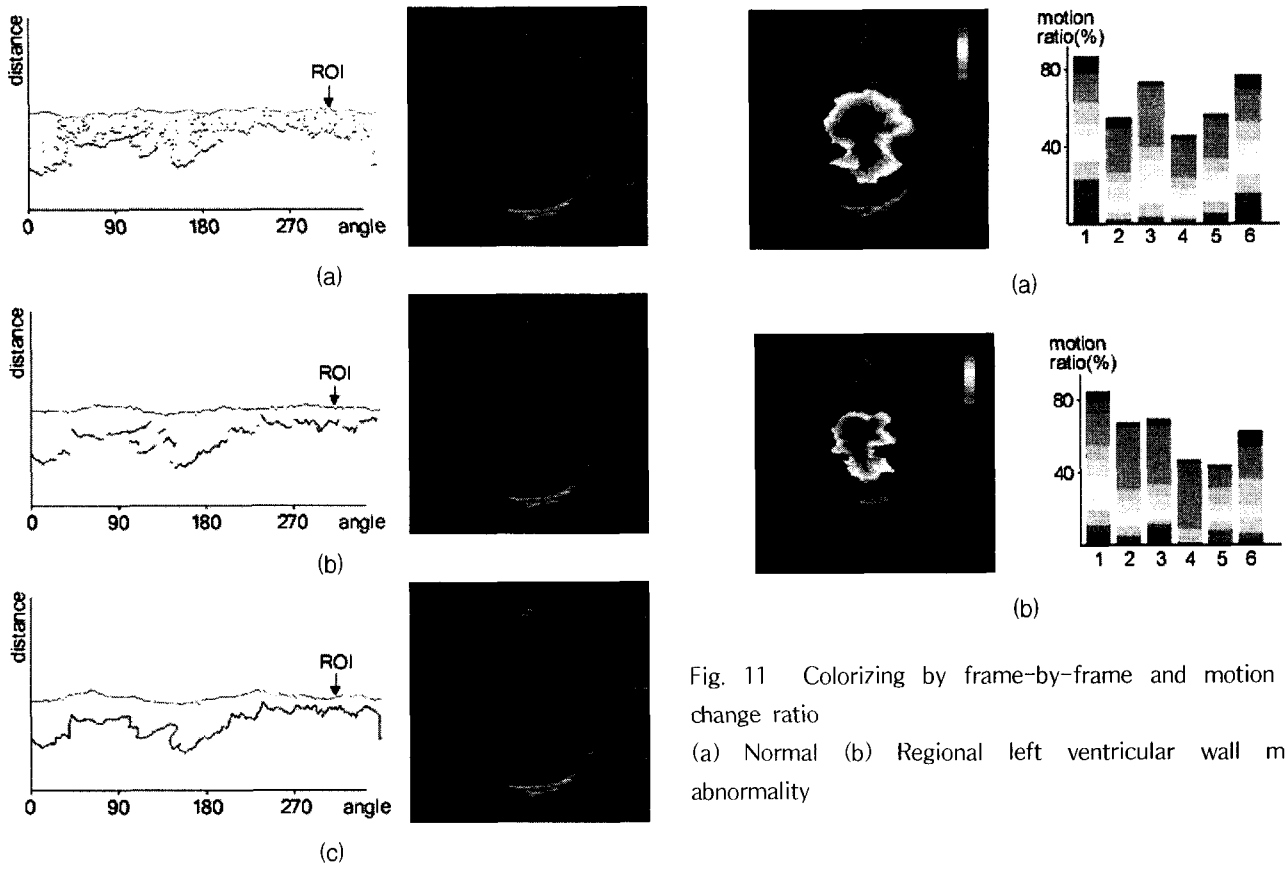 distance
ROI
0 90 180 270 angle
(a)
distance
ROI
0 90 180 270 angle
(b)
distance
ROI
0 90 180 270 angle
(c)
motion
ratio(%)
80
40
1 2 3 4 5 6
(a)
motion
ratio(%)
80
40
1 2 3 4 5 6
(b)
Fig. 11 Colorizing by frame-by-frame and motion
change ratio
(a) Normal (b) Regional left ventricular wall m
abnormality